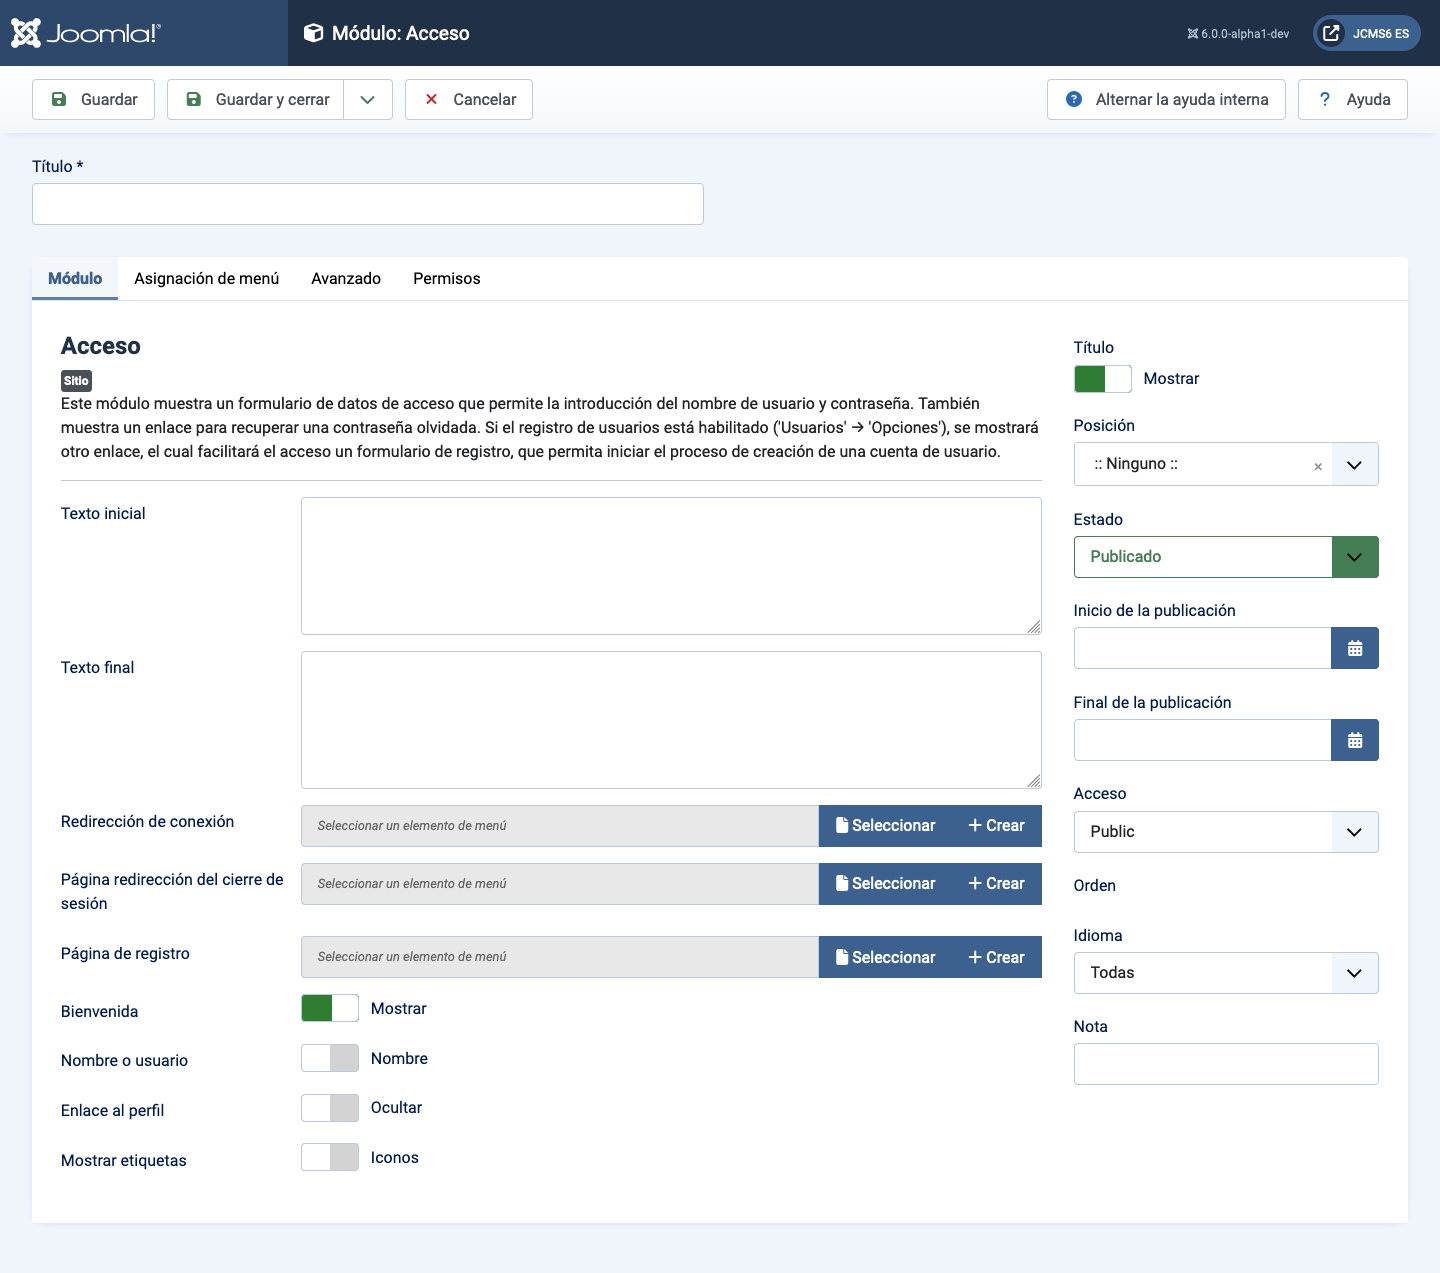 Joomla!®
Módulo: Acceso
6.0.0-alpha1-dev
JCMS6 ES
Guardar
Guardar y cerrar
Cancelar
Alternar la ayuda interna
? Ayuda
Título *
Módulo
Asignación de menú
Avanzado
Permisos
Acceso
Sitio
Este módulo muestra un formulario de datos de acceso que permite la introducción del nombre de usuario y contraseña. También
muestra un enlace para recuperar una contraseña olvidada. Si el registro de usuarios está habilitado ('Usuarios' → 'Opciones'), se mostrará
otro enlace, el cual facilitará el acceso un formulario de registro, que permita iniciar el proceso de creación de una cuenta de usuario.
Texto inicial
Texto final
Redirección de conexión
Seleccionar un elemento de menú
Seleccionar
+ Crear
Página redirección del cierre de
sesión
Seleccionar un elemento de menú
Seleccionar
+ Crear
Página de registro
Seleccionar un elemento de menú
Seleccionar
+ Crear
Bienvenida
Mostrar
Nombre o usuario
Nombre
Enlace al perfil
Ocultar
Mostrar etiquetas
Iconos
Título
Mostrar
Posición
:: Ninguno ::
×
Estado
Publicado
Inicio de la publicación
Final de la publicación
Acceso
Public
Orden
Idioma
Todas
Nota